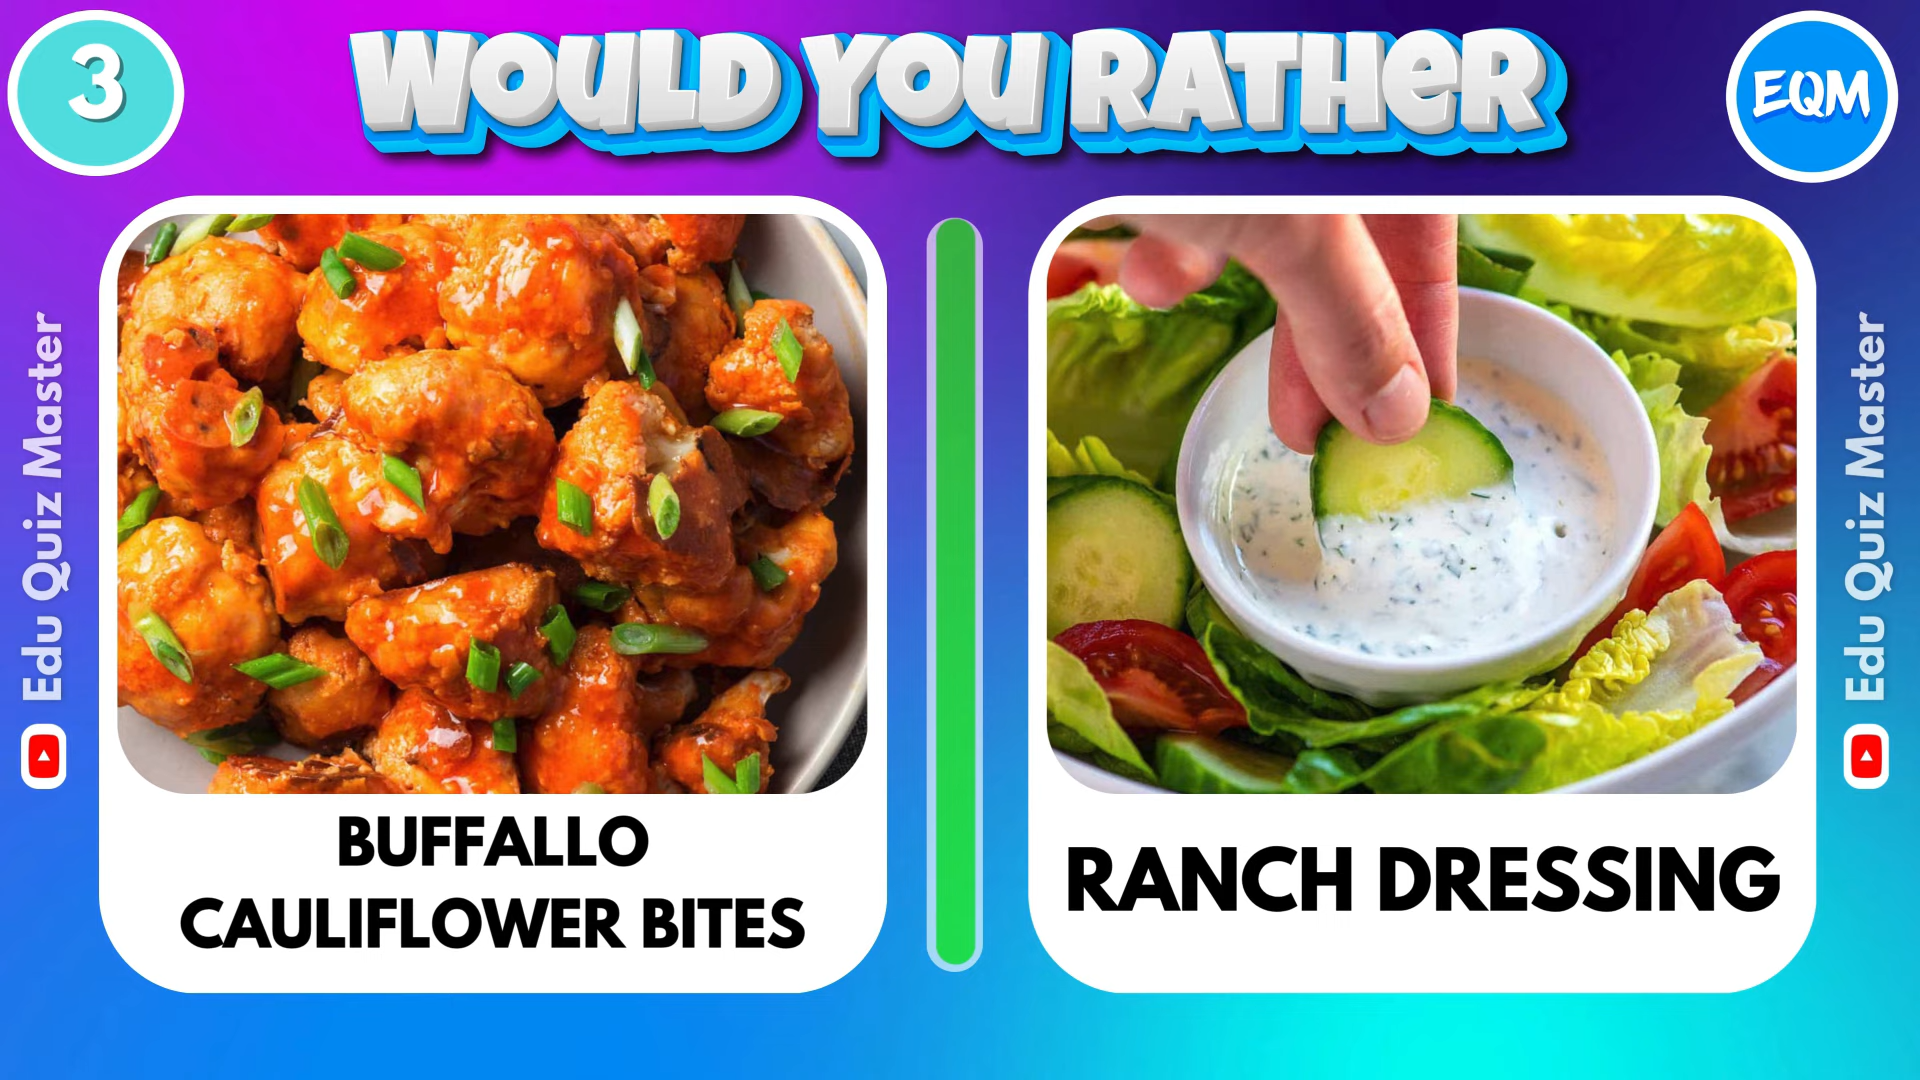 3
WOULD YOU RATHER
EQM
Edu Quiz Master
BUFFALLO
CAULIFLOWER BITES
RANCH DRESSING
Edu Quiz Master